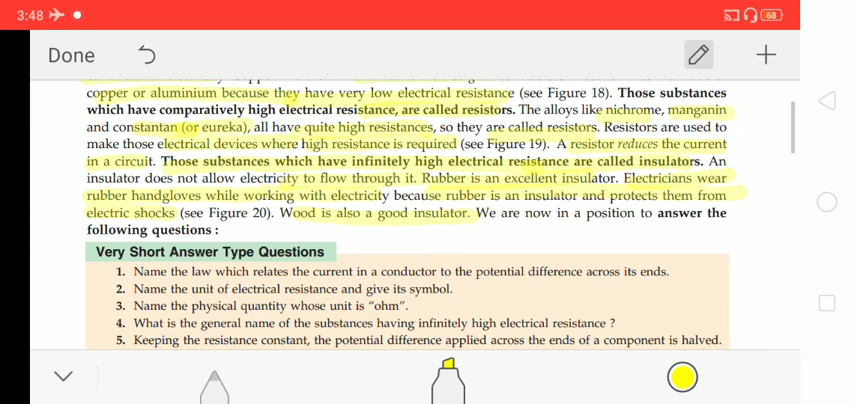 3:48
68
Done
copper or aluminium because they have very low electrical resistance (see Figure 18). Those substances
which have comparatively high electrical resistance, are called resistors. The alloys like nichrome, manganin
and constantan (or eureka), all have quite high resistances, so they are called resistors. Resistors are used to
make those electrical devices where high resistance is required (see Figure 19). A resistor reduces the current
in a circuit. Those substances which have infinitely high electrical resistance are called insulators. An
insulator does not allow electricity to flow through it. Rubber is an excellent insulator. Electricians wear
rubber handgloves while working with electricity because rubber is an insulator and protects them from
electric shocks (see Figure 20). Wood is also a good insulator. We are now in a position to answer the
following questions :
Very Short Answer Type Questions
1. Name the law which relates the current in a conductor to the potential difference across its ends.
2. Name the unit of electrical resistance and give its symbol.
3. Name the physical quantity whose unit is “ohm”.
4. What is the general name of the substances having infinitely high electrical resistance ?
5. Keeping the resistance constant, the potential difference applied across the ends of a component is halved.